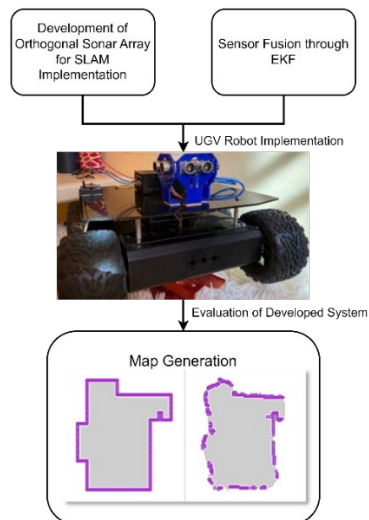 Development of
Orthogonal Sonar Array
for SLAM
Implementation
Sensor Fusion through
EKF
UGV Robot Implementation
Evaluation of Developed System
Map Generation